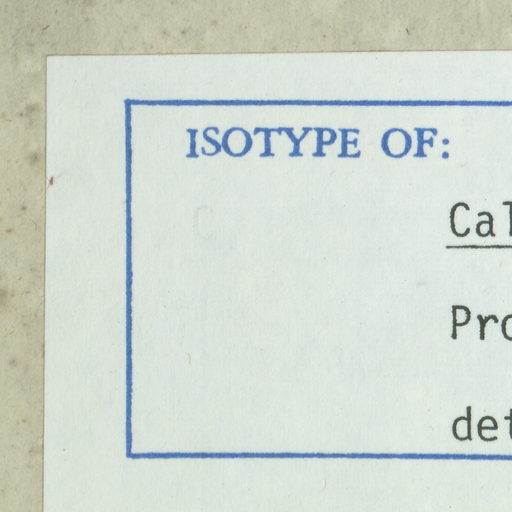 ISOTYPE OF:
Cal
Pro
det